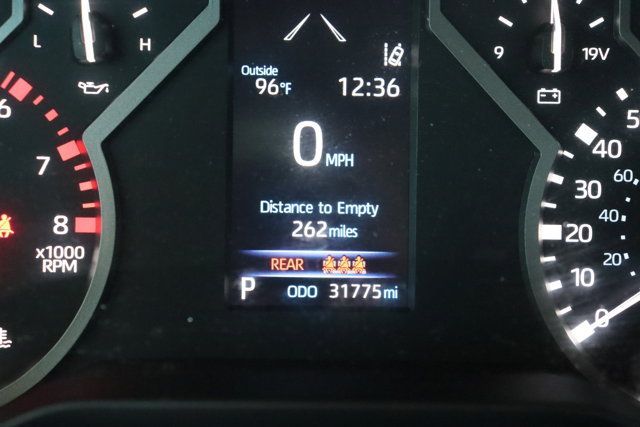 L H
9 19V
Outside
96°F 12:36
0 MPH
Distance to Empty
262 miles
REAR
P ODO 31775 mi
6
7
8
x1000
RPM
5
40
60
30
40
20
20
10
0